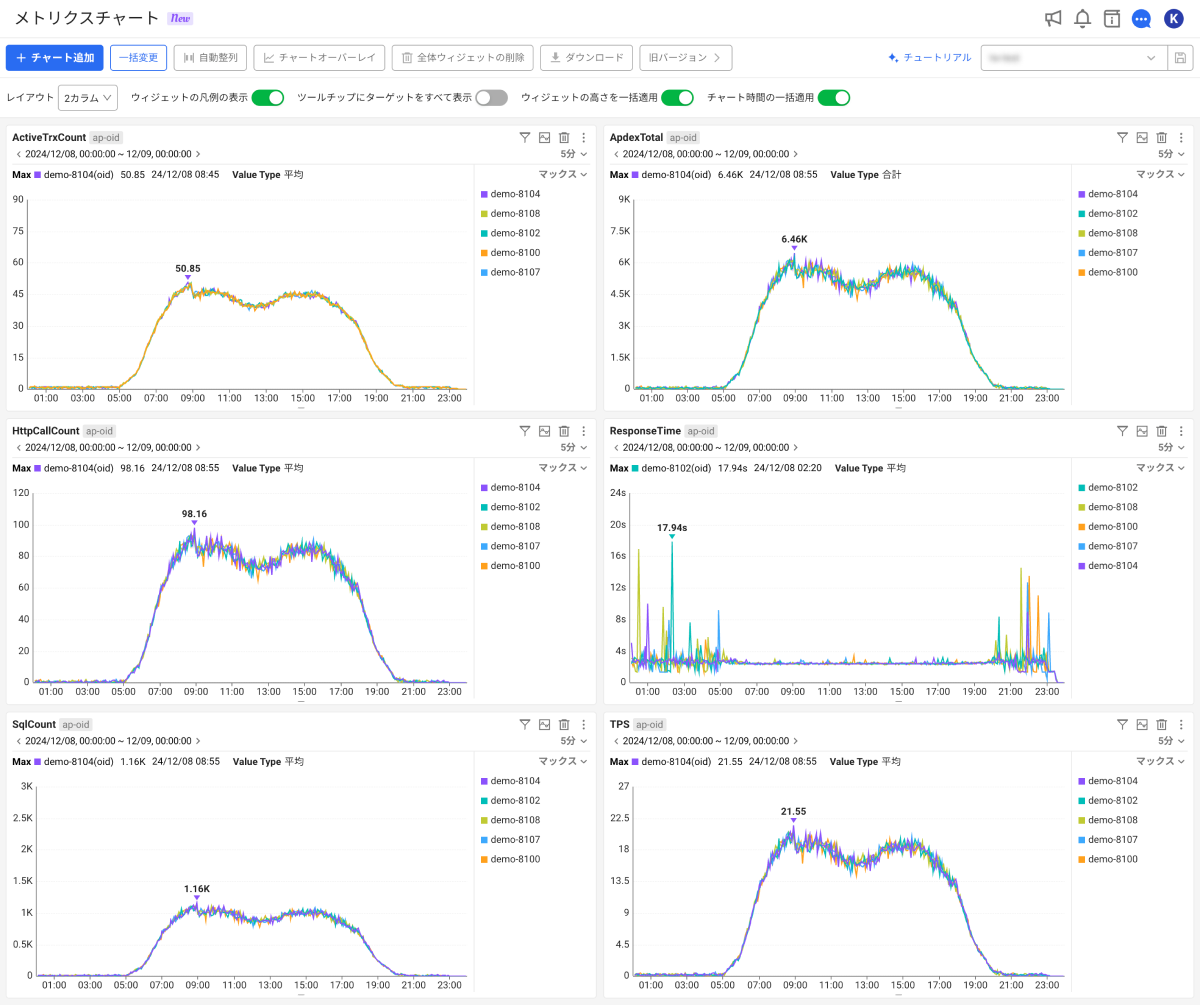 メトリクスチャート New
K
チャート追加 一括変更 自動整列 チャートオーバーレイ 全体ウィジェットの削除 ダウンロード 旧バージョン チュートリアル
レイアウト 2カラム ウィジェットの凡例の表示 ツールチップにターゲットをすべて表示 ウィジェットの高さを一括適用 チャート時間の一括適用
ActiveTrxCount ap-oid
2024/12/08, 00:00:00 ~ 12/09, 00:00:00 5分
Max demo-8104(oid) 50.85 24/12/08 08:45 Value Type 平均 マックス
90
75
60
45
30
15
0
50.85
01:00 03:00 05:00 07:00 09:00 11:00 13:00 15:00 17:00 19:00 21:00 23:00
demo-8104
demo-8108
demo-8102
demo-8100
demo-8107
ApdexTotal ap-oid
2024/12/08, 00:00:00 ~ 12/09, 00:00:00 5分
Max demo-8104(oid) 6.46K 24/12/08 08:55 Value Type 合計 マックス
9K
7.5K
6K
4.5K
3K
1.5K
0
6.46K
01:00 03:00 05:00 07:00 09:00 11:00 13:00 15:00 17:00 19:00 21:00 23:00
demo-8104
demo-8102
demo-8108
demo-8107
demo-8100
HttpCallCount ap-oid
2024/12/08, 00:00:00 ~ 12/09, 00:00:00 5分
Max demo-8104(oid) 98.16 24/12/08 08:55 Value Type 平均 マックス
120
100
80
60
40
20
0
98.16
01:00 03:00 05:00 07:00 09:00 11:00 13:00 15:00 17:00 19:00 21:00 23:00
demo-8104
demo-8102
demo-8108
demo-8107
demo-8100
ResponseTime ap-oid
2024/12/08, 00:00:00 ~ 12/09, 00:00:00 5分
Max demo-8102(oid) 17.94s 24/12/08 02:20 Value Type 平均 マックス
24s
20s
16s
12s
8s
4s
0
17.94s
01:00 03:00 05:00 07:00 09:00 11:00 13:00 15:00 17:00 19:00 21:00 23:00
demo-8102
demo-8108
demo-8100
demo-8107
demo-8104
SqlCount ap-oid
2024/12/08, 00:00:00 ~ 12/09, 00:00:00 5分
Max demo-8104(oid) 1.16K 24/12/08 08:55 Value Type 平均 マックス
3K
2.5K
2K
1.5K
1K
0.5K
0
1.16K
01:00 03:00 05:00 07:00 09:00 11:00 13:00 15:00 17:00 19:00 21:00 23:00
demo-8104
demo-8102
demo-8108
demo-8107
demo-8100
TPS ap-oid
2024/12/08, 00:00:00 ~ 12/09, 00:00:00 5分
Max demo-8104(oid) 21.55 24/12/08 08:55 Value Type 平均 マックス
27
22.5
18
13.5
9
4.5
0
21.55
01:00 03:00 05:00 07:00 09:00 11:00 13:00 15:00 17:00 19:00 21:00 23:00
demo-8104
demo-8102
demo-8108
demo-8107
demo-8100